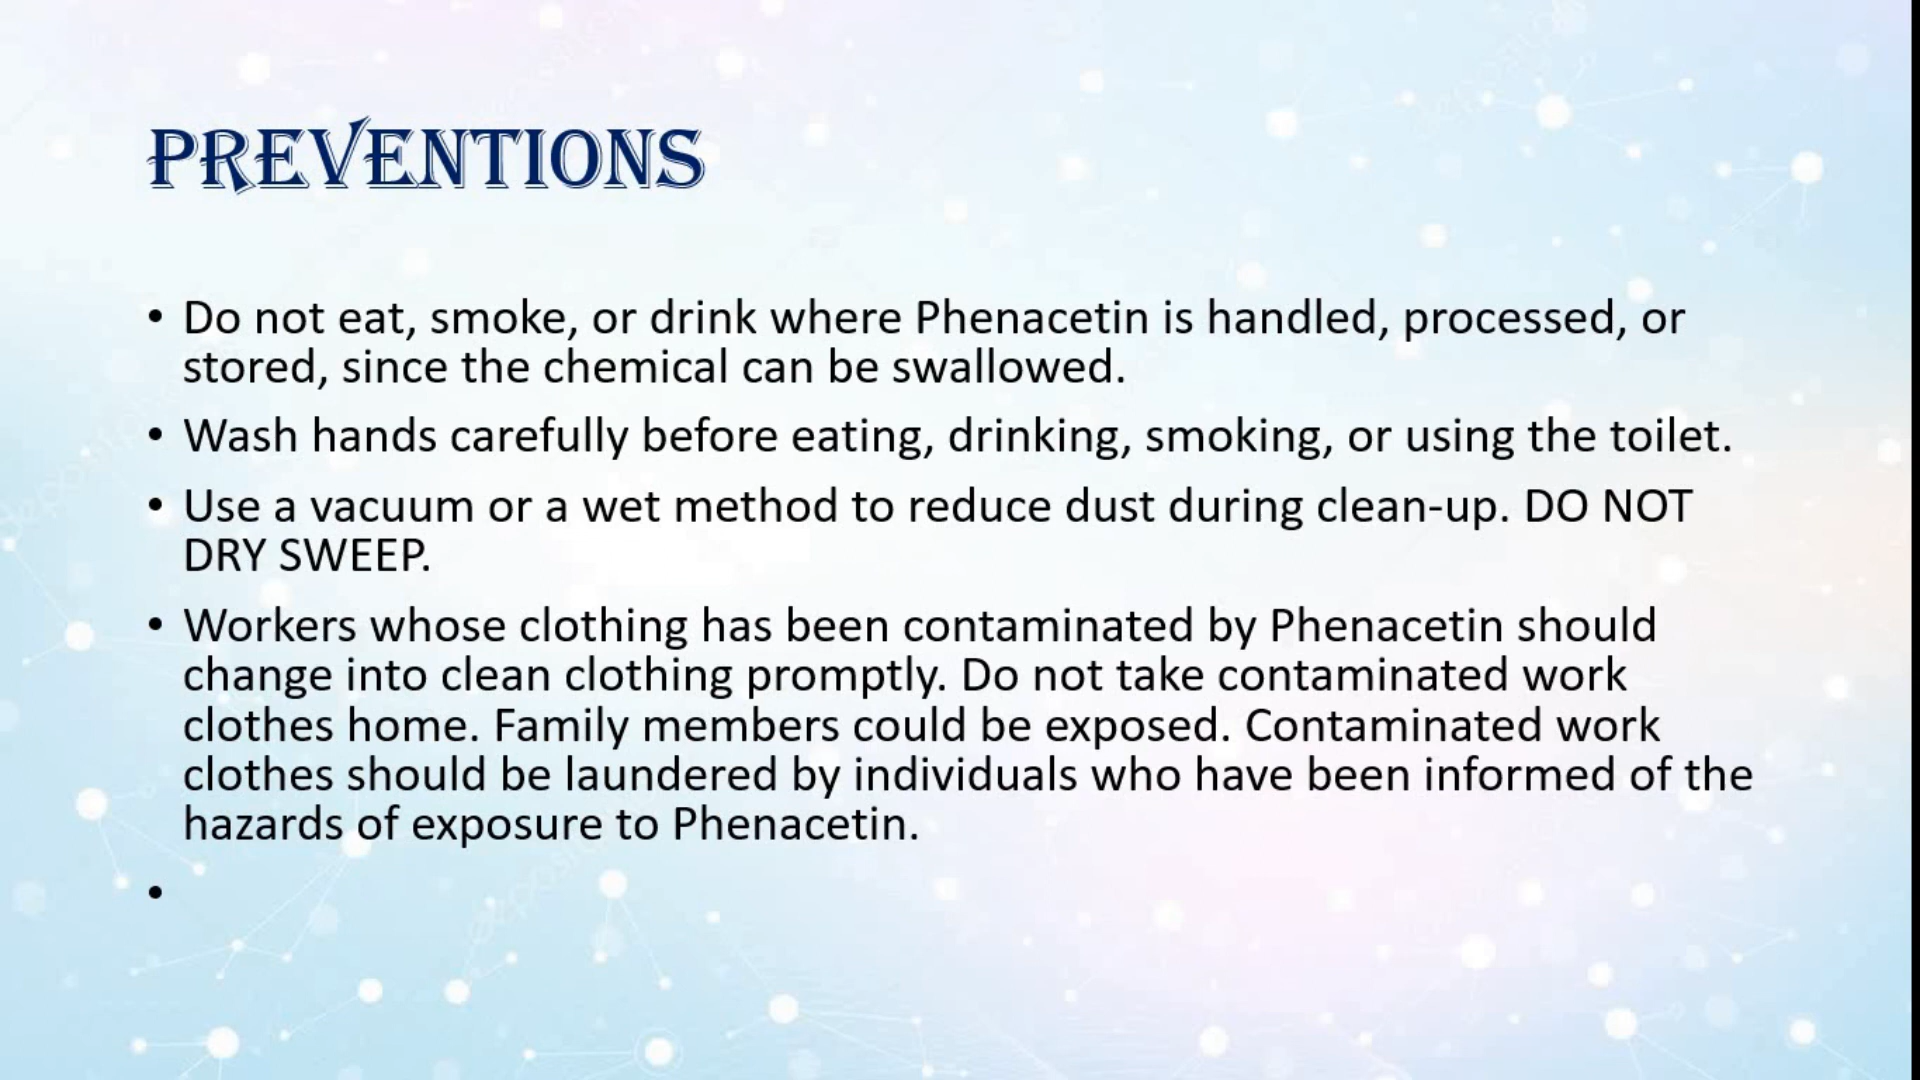 PREVENTIONS
• Do not eat, smoke, or drink where Phenacetin is handled, processed, or
stored, since the chemical can be swallowed.
• Wash hands carefully before eating, drinking, smoking, or using the toilet.
• Use a vacuum or a wet method to reduce dust during clean-up. DO NOT
DRY SWEEP.
• Workers whose clothing has been contaminated by Phenacetin should
change into clean clothing promptly. Do not take contaminated work
clothes home. Family members could be exposed. Contaminated work
clothes should be laundered by individuals who have been informed of the
hazards of exposure to Phenacetin.
•